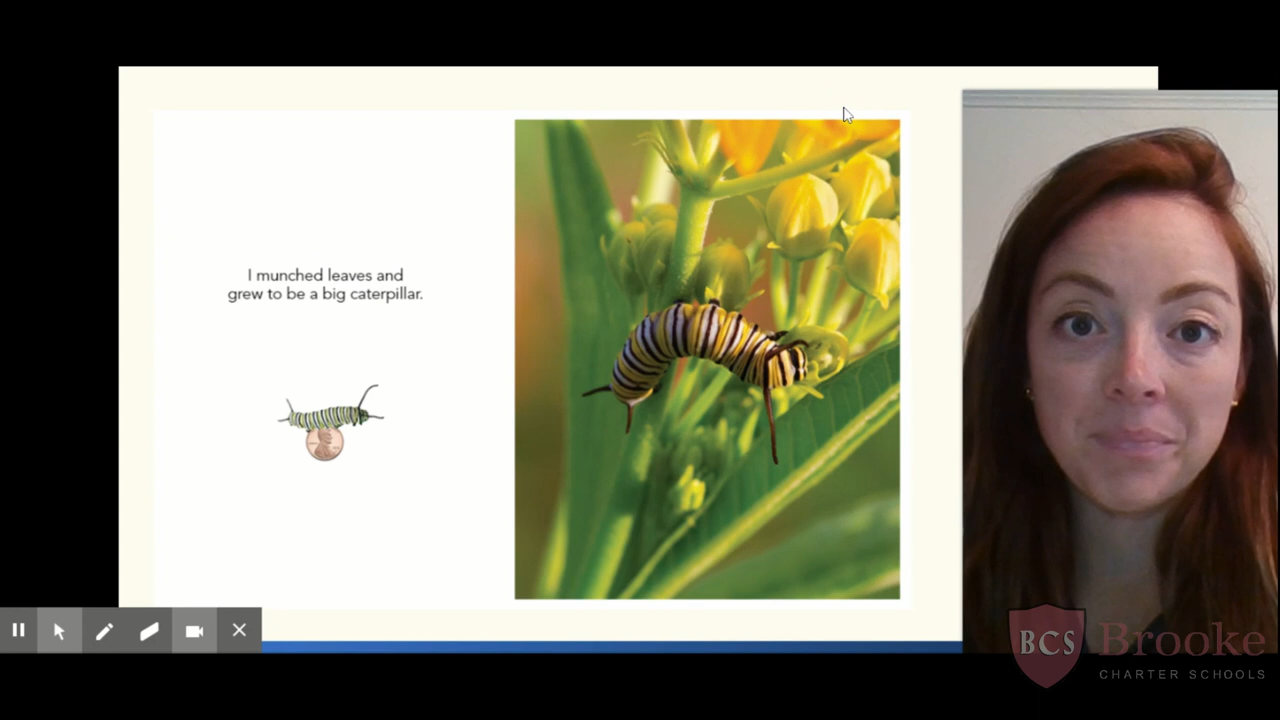 I munched leaves and
grew to be a big caterpillar.
BCS Brooke
CHARTER SCHOOLS